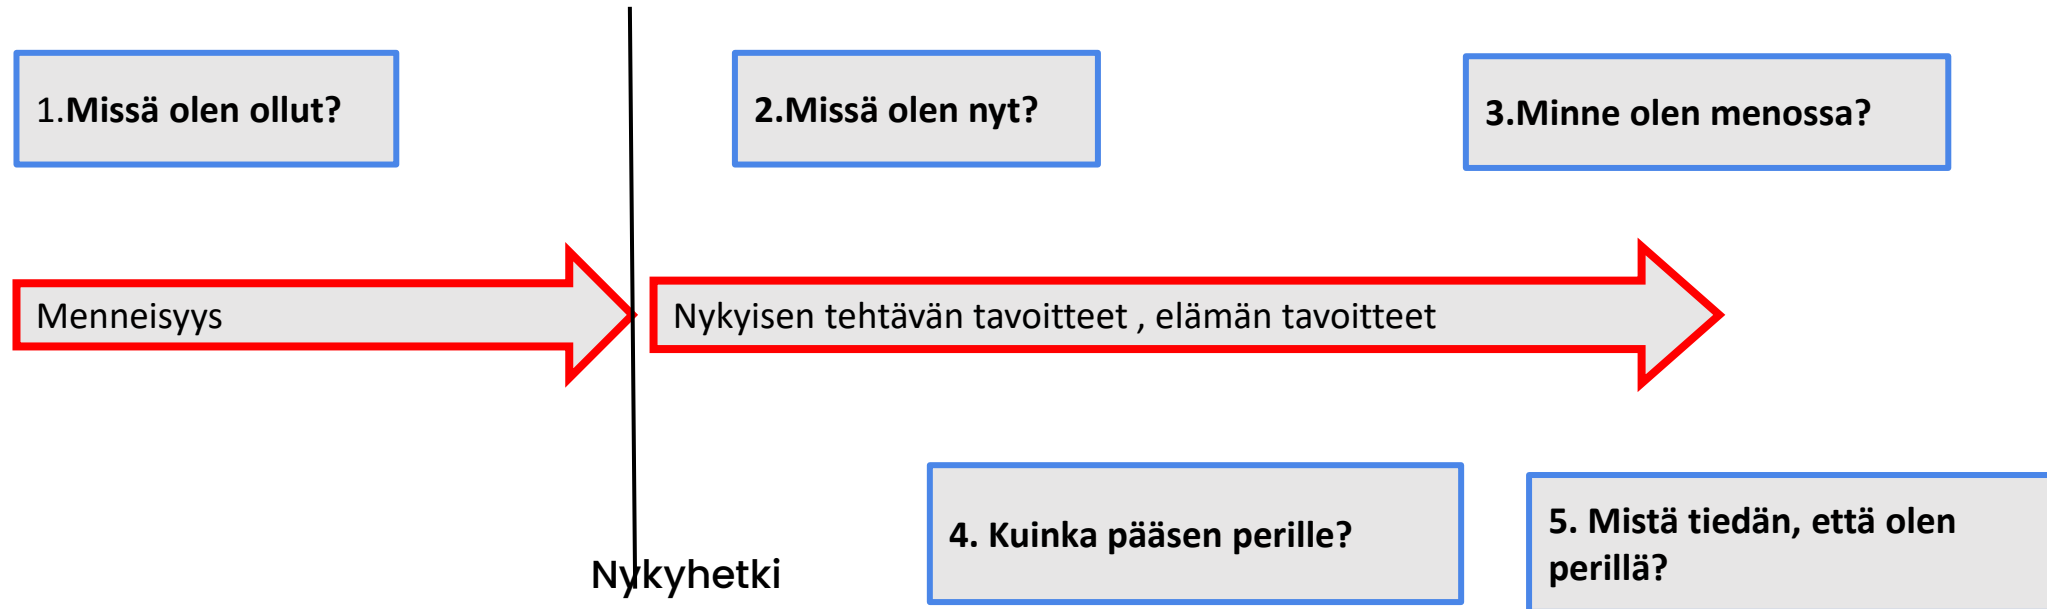 1.Missä olen ollut?
2.Missä olen nyt?
3.Minne olen menossa?
Menneisyys
Nykyisen tehtävän tavoitteet , elämän tavoitteet
4. Kuinka pääsen perille?
5. Mistä tiedän, että olen
perillä?
Nykyhetki